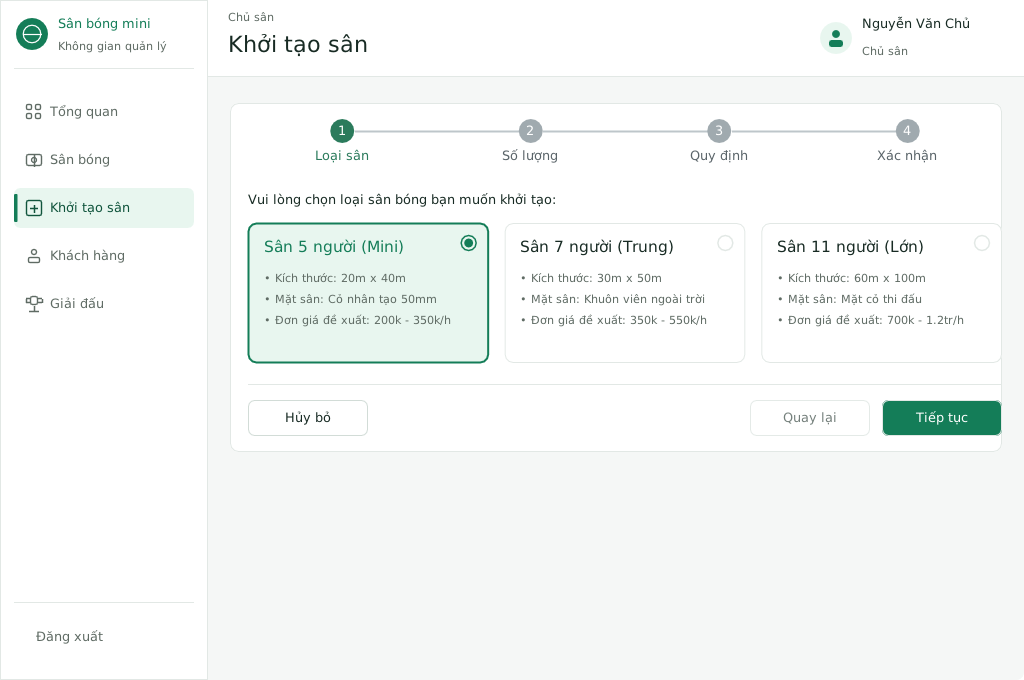 Sân bóng mini
Không gian quản lý
Tổng quan
Sân bóng
Khởi tạo sân
Khách hàng
Giải đấu
Đăng xuất
Chủ sân
Khởi tạo sân
Nguyễn Văn Chủ
Chủ sân
1
2
3
4
Loại sân
Số lượng
Quy định
Xác nhận
Vui lòng chọn loại sân bóng bạn muốn khởi tạo:
Sân 5 người (Mini)
• Kích thước: 20m x 40m
• Mặt sân: Cỏ nhân tạo 50mm
• Đơn giá đề xuất: 200k - 350k/h
Sân 7 người (Trung)
• Kích thước: 30m x 50m
• Mặt sân: Khuôn viên ngoài trời
• Đơn giá đề xuất: 350k - 550k/h
Sân 11 người (Lớn)
• Kích thước: 60m x 100m
• Mặt sân: Mặt cỏ thi đấu
• Đơn giá đề xuất: 700k - 1.2tr/h
Hủy bỏ
Quay lại
Tiếp tục